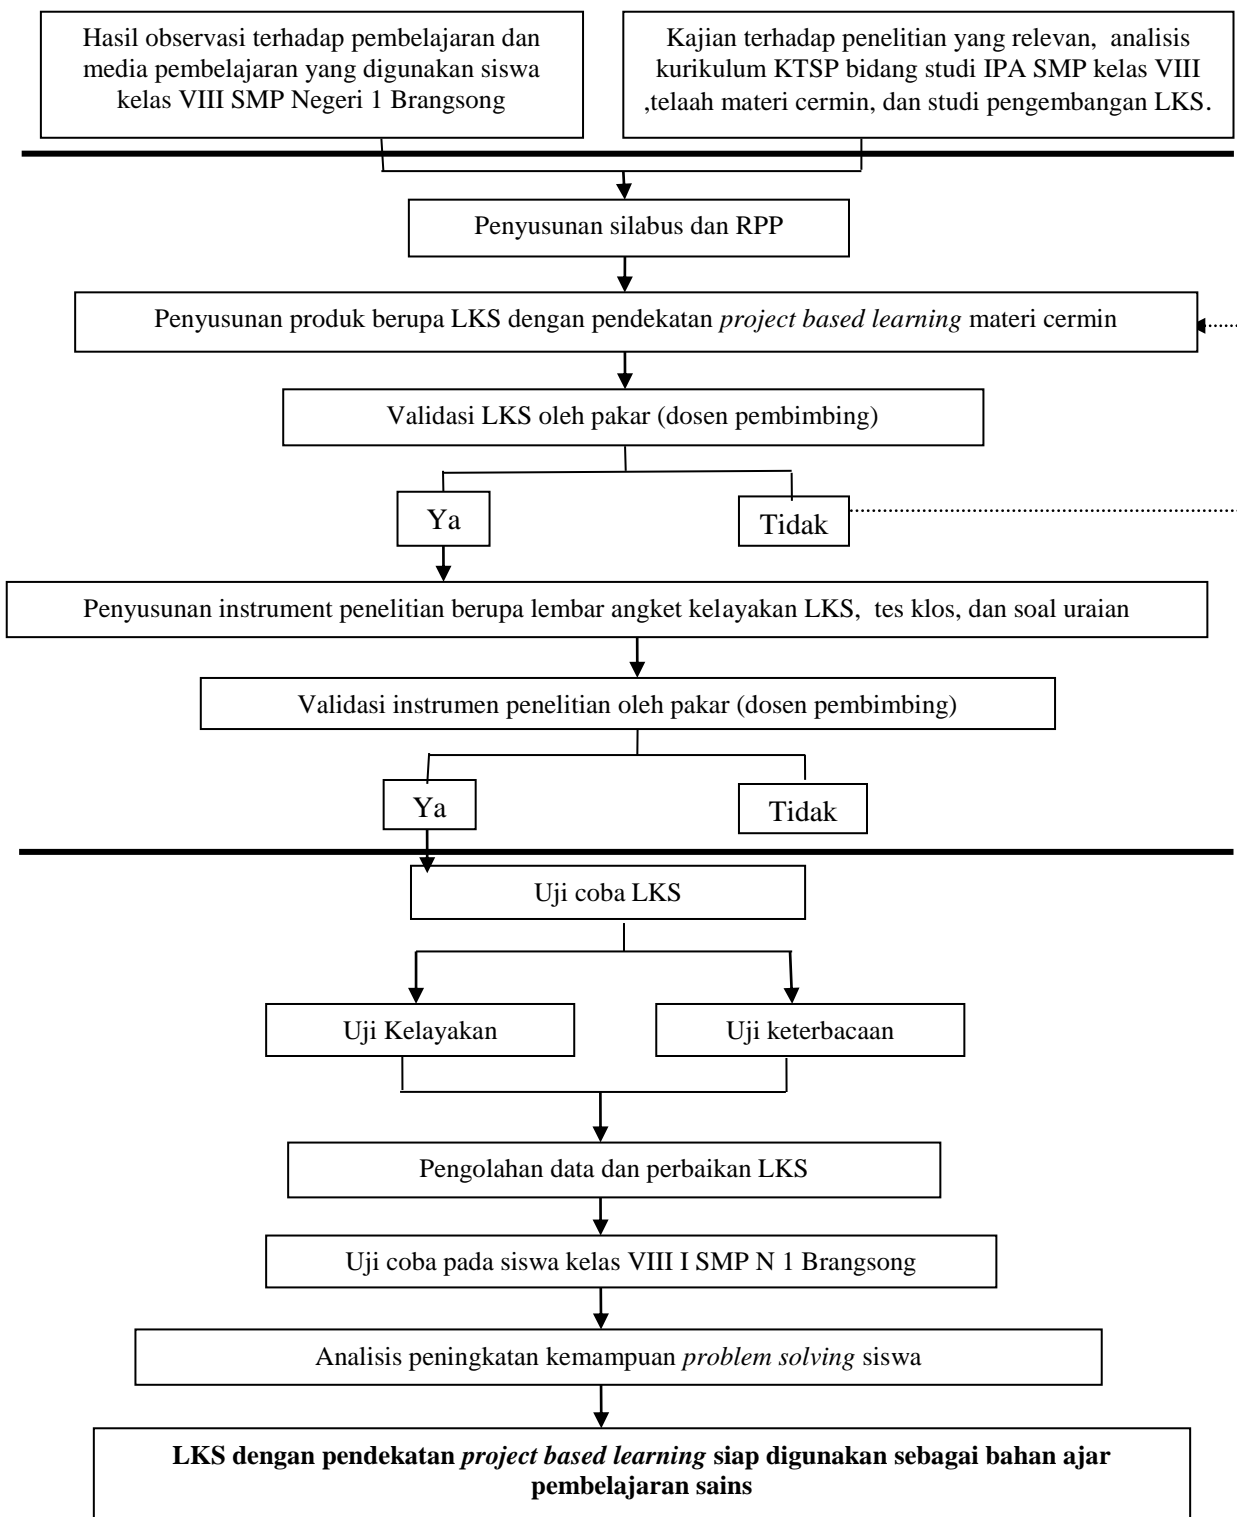 Hasil observasi terhadap pembelajaran dan
media pembelajaran yang digunakan siswa
kelas VIII SMP Negeri 1 Brangsong
Kajian terhadap penelitian yang relevan, analisis
kurikulum KTSP bidang studi IPA SMP kelas VIII
,telaah materi cermin, dan studi pengembangan LKS.
Penyusunan silabus dan RPP
Penyusunan produk berupa LKS dengan pendekatan project based learning materi cermin
Validasi LKS oleh pakar (dosen pembimbing)
Ya
Tidak
Penyusunan instrument penelitian berupa lembar angket kelayakan LKS, tes klos, dan soal uraian
Validasi instrumen penelitian oleh pakar (dosen pembimbing)
Ya
Tidak
Uji coba LKS
Uji Kelayakan
Uji keterbacaan
Pengolahan data dan perbaikan LKS
Uji coba pada siswa kelas VIII I SMP N 1 Brangsong
Analisis peningkatan kemampuan problem solving siswa
LKS dengan pendekatan project based learning siap digunakan sebagai bahan ajar
pembelajaran sains